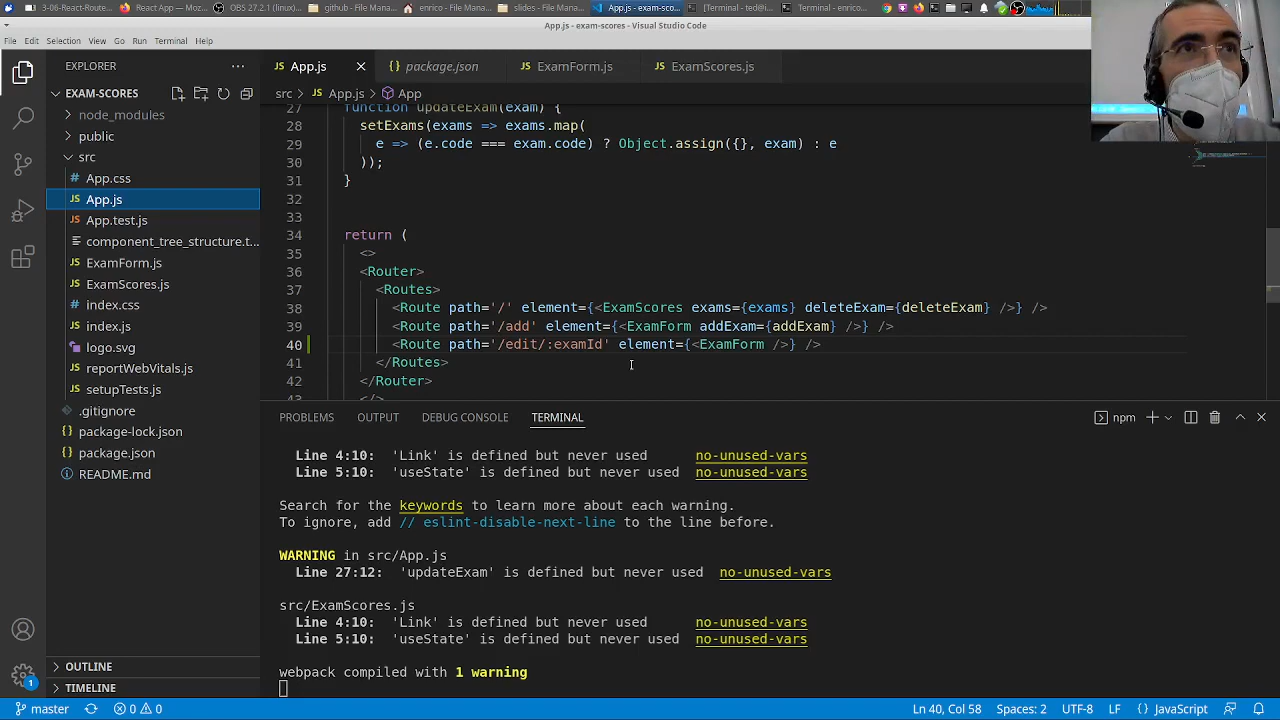 3-06-React-Route...
React App — Mo...
OBS 27.2.1 (linux)...
github - File Mana...
enrico - File Mana...
slides - File Mana...
App.js - exam-sco...
Terminal - ted@el...
Terminal - enrico...
App.js - exam-scores - Visual Studio Code
File Edit Selection View Go Run Terminal Help
EXPLORER
EXAM-SCORES
node_modules
public
src
App.css
App.js
App.test.js
component_tree_structure.t...
ExamForm.js
ExamScores.js
index.css
index.js
logo.svg
reportWebVitals.js
setupTests.js
.gitignore
package-lock.json
package.json
README.md
OUTLINE
TIMELINE
JS App.js
{} package.json
JS ExamForm.js
JS ExamScores.js
src > JS App.js > App
27 function updateExam(exam) {
28 setExams(exams => exams.map(
29 e => (e.code === exam.code) ? Object.assign({}, exam) : e
30 ));
31 }
32
33
34 return (
35 <>
36 <Router>
37 <Routes>
38 <Route path='/' element={<ExamScores exams={exams} deleteExam={deleteExam} />} />
39 <Route path='/add' element={<ExamForm addExam={addExam} />} />
40 <Route path='/edit/:examId' element={<ExamForm />} />
41 </Routes>
42 </Router>
43 </>
PROBLEMS OUTPUT DEBUG CONSOLE TERMINAL
npm
Line 4:10: 'Link' is defined but never used no-unused-vars
Line 5:10: 'useState' is defined but never used no-unused-vars
Search for the keywords to learn more about each warning.
To ignore, add // eslint-disable-next-line to the line before.
WARNING in src/App.js
Line 27:12: 'updateExam' is defined but never used no-unused-vars
src/ExamScores.js
Line 4:10: 'Link' is defined but never used no-unused-vars
Line 5:10: 'useState' is defined but never used no-unused-vars
webpack compiled with 1 warning
1
master
0 0
Ln 40, Col 58 Spaces: 2 UTF-8 LF {} JavaScript